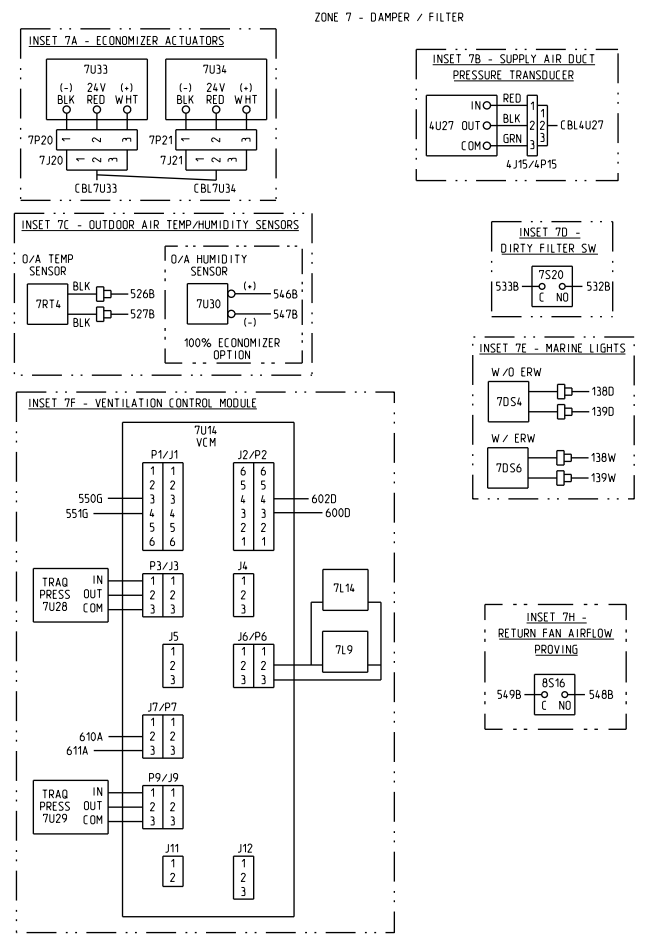 ZONE 7 - DAMPER / FILTER
INSET 7A - ECONOMIZER ACTUATORS
7U33
(-) 24V (+)
BLK RED WHT
7P20 1 2 3
7J20 1 2 3
CBL7U33
7U34
(-) 24V (+)
BLK RED WHT
7P21 1 2 3
7J21 1 2 3
CBL7U34
INSET 7B - SUPPLY AIR DUCT
PRESSURE TRANSDUCER
4U27
IN RED 1 1
OUT BLK 2 2 CBL4U27
COM GRN 3 3
4J15/4P15
INSET 7C - OUTDOOR AIR TEMP/HUMIDITY SENSORS
O/A TEMP
SENSOR
7RT4
BLK 526B
BLK 527B
O/A HUMIDITY
SENSOR
7U30
(+) 546B
(-) 547B
100% ECONOMIZER
OPTION
INSET 7D -
DIRTY FILTER SW.
7S20
533B 532B
C NO
INSET 7E - MARINE LIGHTS
W/O ERW
7DS4
138D
139D
W/ ERW
7DS6
138W
139W
INSET 7F - VENTILATION CONTROL MODULE
7U14
VCM
P1/J1
1 1
2 2
550G 3 3
551G 4 4
5 5
6 6
J2/P2
6 6
5 5
4 4 602D
3 3 600D
2 2
1 1
TRAQ
PRESS
7U28
IN
OUT
COM
P3/J3
1 1
2 2
3 3
J4
1
2
3
7L14
7L9
J5
1
2
3
J6/P6
1 1
2 2
3 3
J7/P7
1 1
610A 2 2
611A 3 3
TRAQ
PRESS
7U29
IN
OUT
COM
P9/J9
1 1
2 2
3 3
J11
1
2
J12
1
2
3
INSET 7H -
RETURN FAN AIRFLOW
PROVING
8S16
549B 548B
C NO